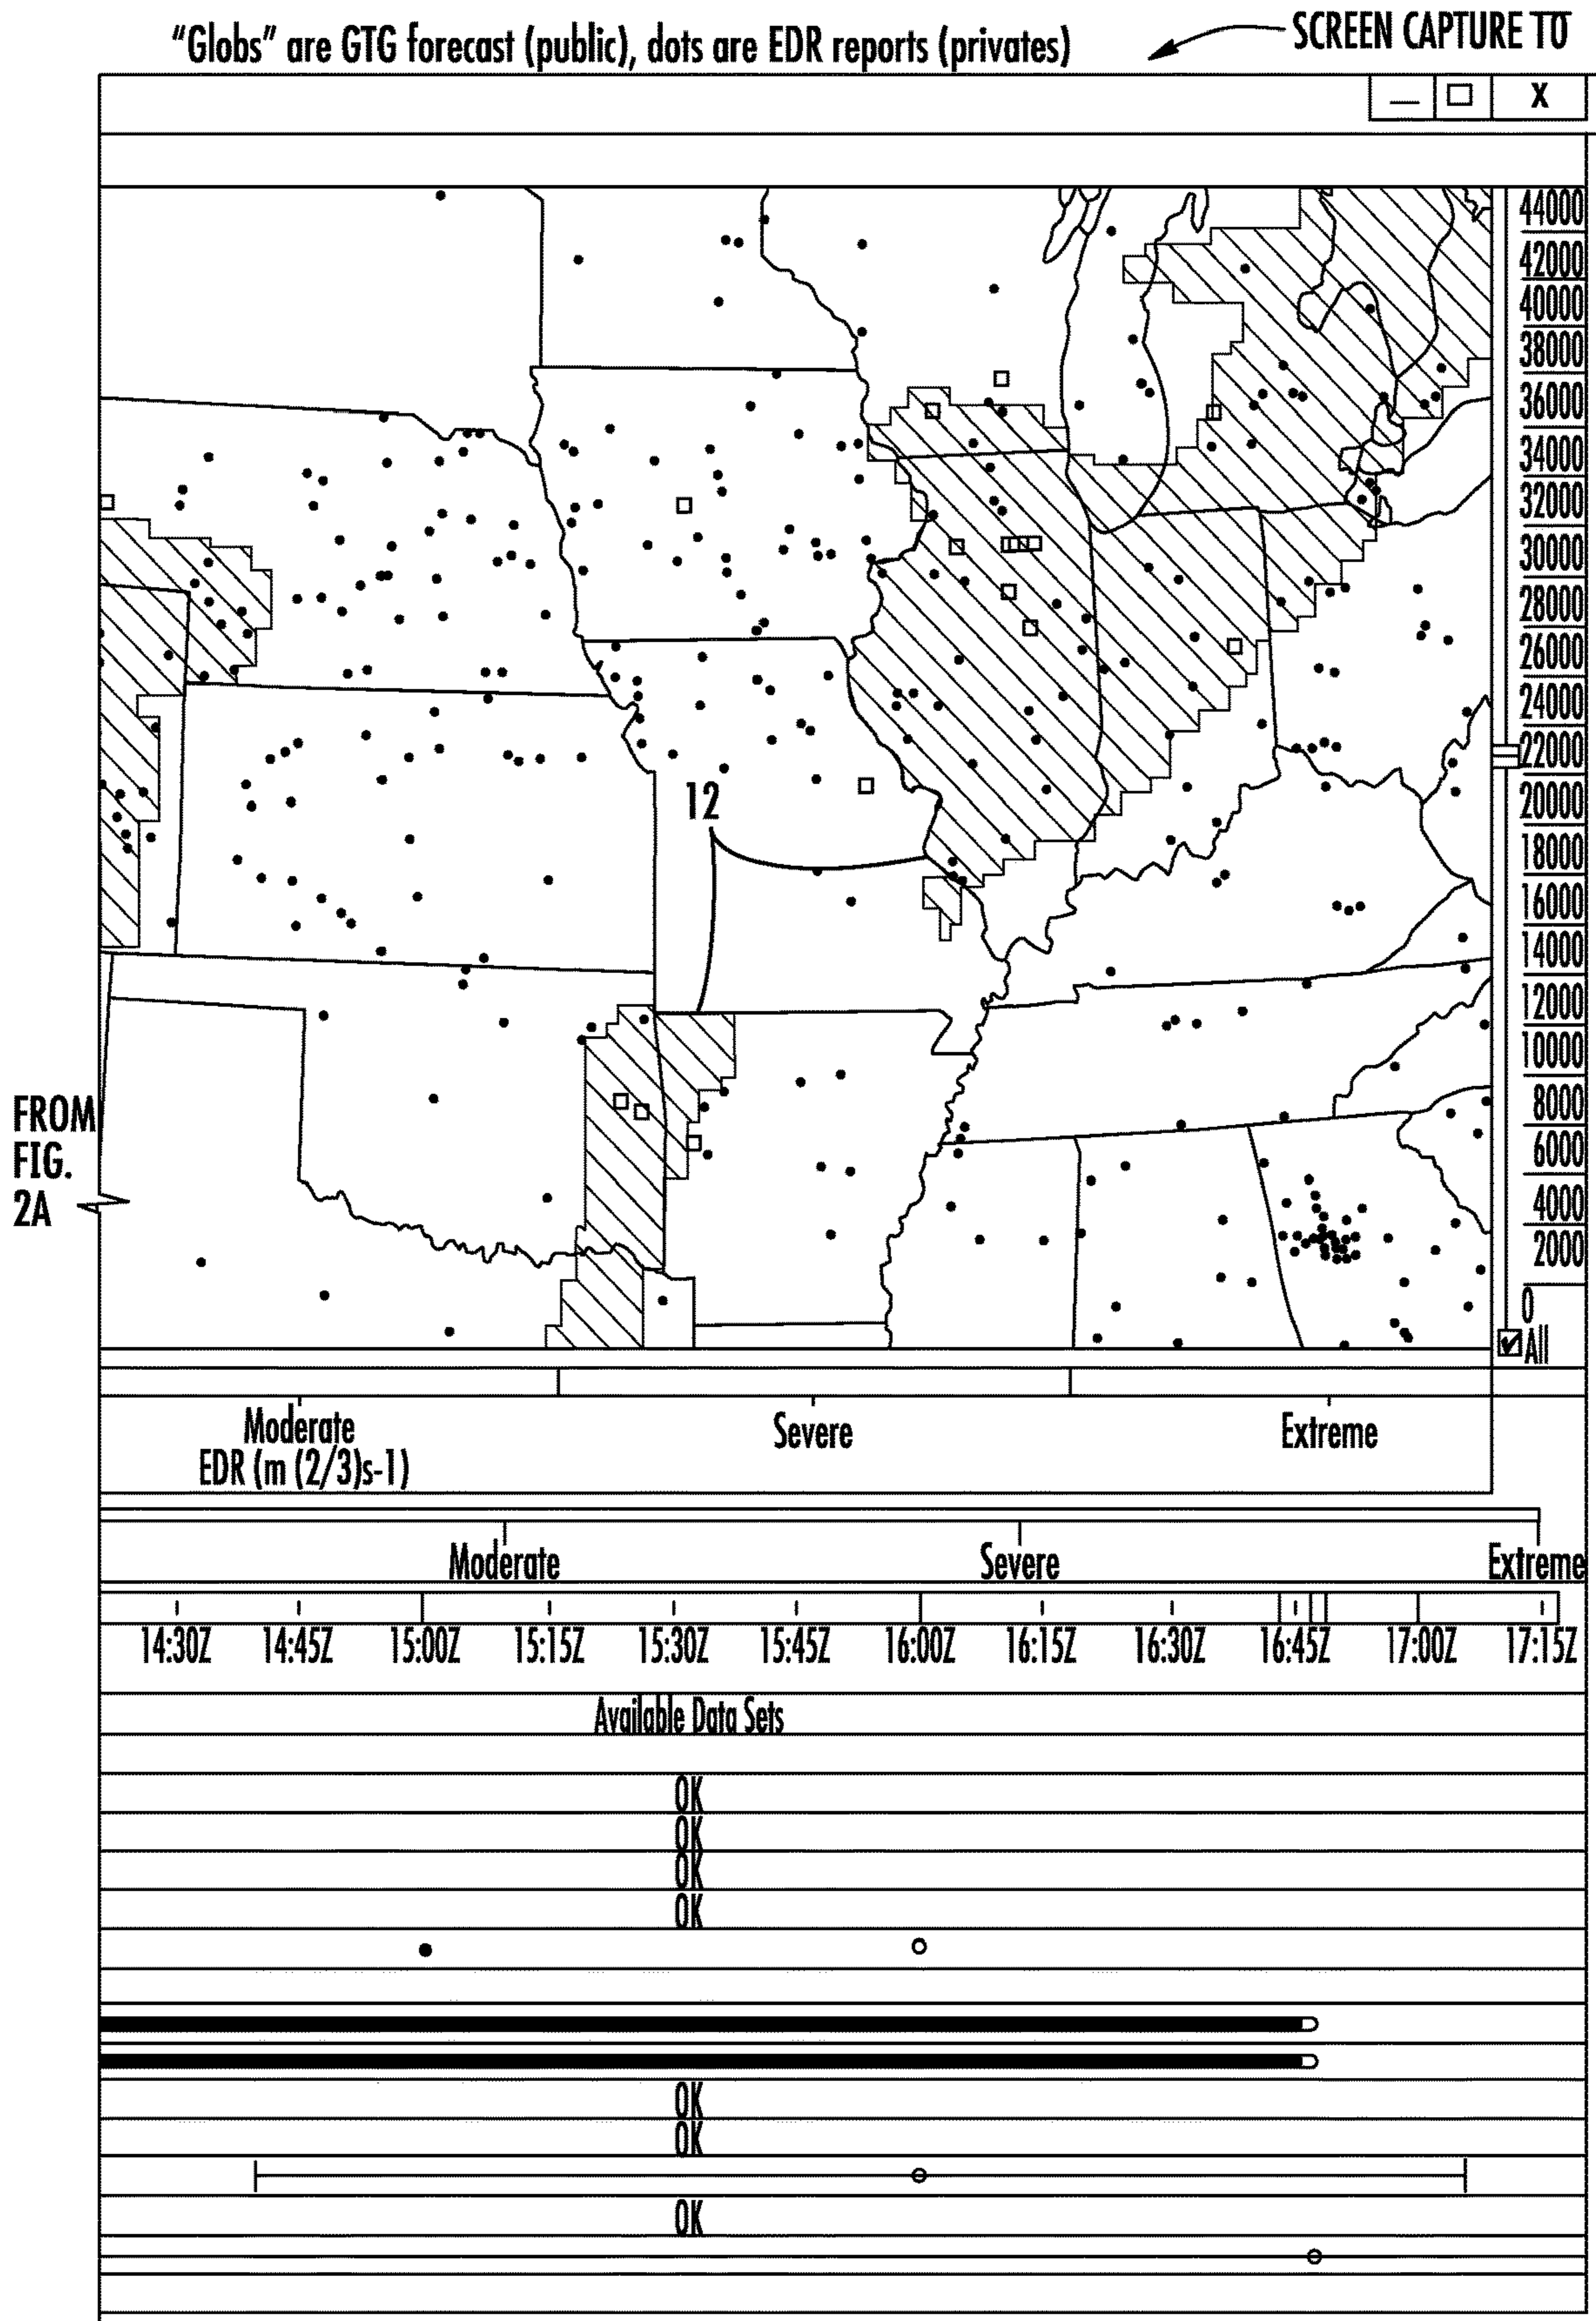 “Globs” are GTG forecast (public), dots are EDR reports (privates)
SCREEN CAPTURE TO
X
44000
42000
40000
38000
36000
34000
32000
30000
28000
26000
24000
22000
20000
18000
16000
14000
12000
10000
8000
6000
4000
2000
0
All
12
FROM
FIG.
2A
Moderate Severe Extreme
EDR (m (2/3)s-1)
Moderate Severe Extreme
14:30Z 14:45Z 15:00Z 15:15Z 15:30Z 15:45Z 16:00Z 16:15Z 16:30Z 16:45Z 17:00Z 17:15Z
Available Data Sets
OK
OK
OK
OK
OK
OK
OK